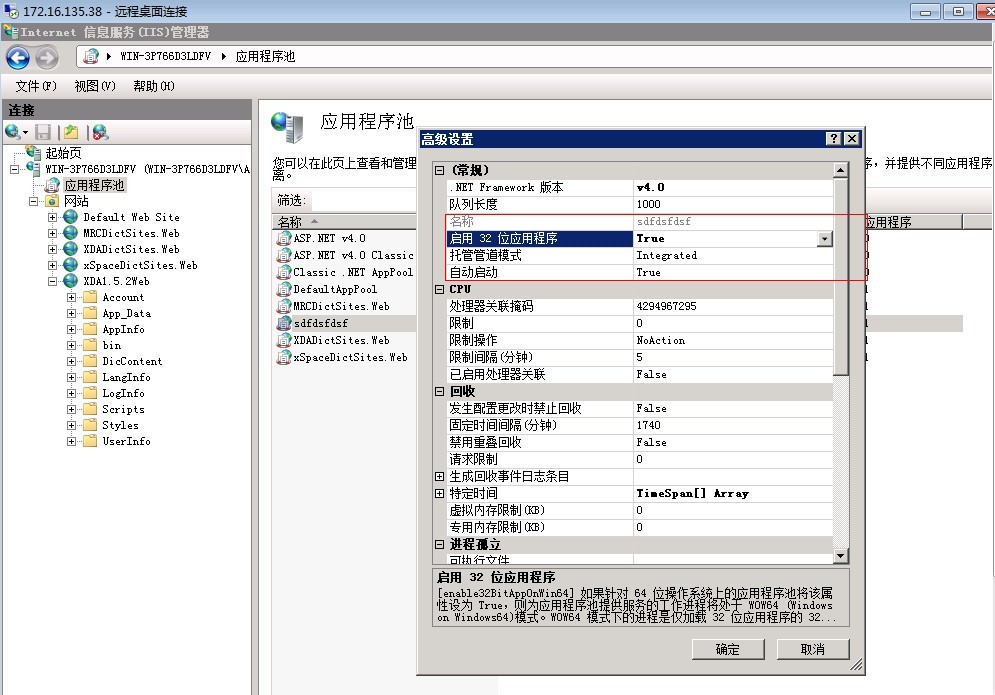 172.16.135.38 - 远程桌面连接
Internet 信息服务(IIS)管理器
WIN-3P766D3LDFV ▸ 应用程序池
文件(F) 视图(V) 帮助(H)
连接
起始页
WIN-3P766D3LDFV (WIN-3P766D3LDFV\A
应用程序池
网站
Default Web Site
MRCDictSites.Web
XDADictSites.Web
xSpaceDictSites.Web
XDA1.5.2Web
Account
App_Data
AppInfo
bin
DicContent
LangInfo
LogInfo
Scripts
Styles
UserInfo
应用程序池
您可以在此页上查看和管理
序，并提供不同应用程序
离。
筛选:
名称
应用程序
ASP.NET v4.0
ASP.NET v4.0 Classic
Classic .NET AppPool
DefaultAppPool
MRCDictSites.Web
sdfdsfdsf
XDADictSites.Web
xSpaceDictSites.Web
高级设置
(常规)
.NET Framework 版本 v4.0
队列长度 1000
名称 sdfdsfdsf
启用 32 位应用程序 True
托管管道模式 Integrated
自动启动 True
CPU
处理器关联掩码 4294967295
限制 0
限制操作 NoAction
限制间隔(分钟) 5
已启用处理器关联 False
回收
发生配置更改时禁止回收 False
固定时间间隔(分钟) 1740
禁用重叠回收 False
请求限制 0
生成回收事件日志条目
特定时间 TimeSpan[] Array
虚拟内存限制(KB) 0
专用内存限制(KB) 0
进程孤立
可执行文件
启用 32 位应用程序
[enable32BitAppOnWin64] 如果针对 64 位操作系统上的应用程序池将该属
性设为 True，则为应用程序池提供服务的工作进程将处于 WOW64 (Windows
on Windows64)模式。WOW64 模式下的进程是仅加载 32 位应用程序的 32...
确定 取消